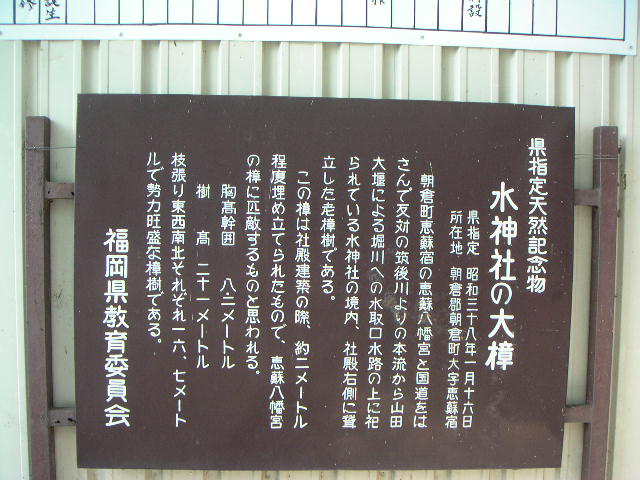 県指定天然記念物
水神社の大樟
県指定 昭和三十八年一月十六日
所在地 朝倉郡朝倉町大字恵蘇宿
朝倉町恵蘇宿の恵蘇八幡宮と国道をは
さんで反対の筑後川よりの本流から山田
大堰による堀川への水取口水路の上に祀
られている水神社の境内、社殿右側に聳
立した老樟樹である。
この樟は社殿建築の際、約二メートル
程度埋め立てられたもので、恵蘇八幡宮
の樟に匹敵するものと思われる。
胸高幹囲 八・二メートル
樹高 二十一メートル
枝張り東西南北それぞれ一六、七メート
ルで勢力旺盛な樟樹である。
福岡県教育委員会